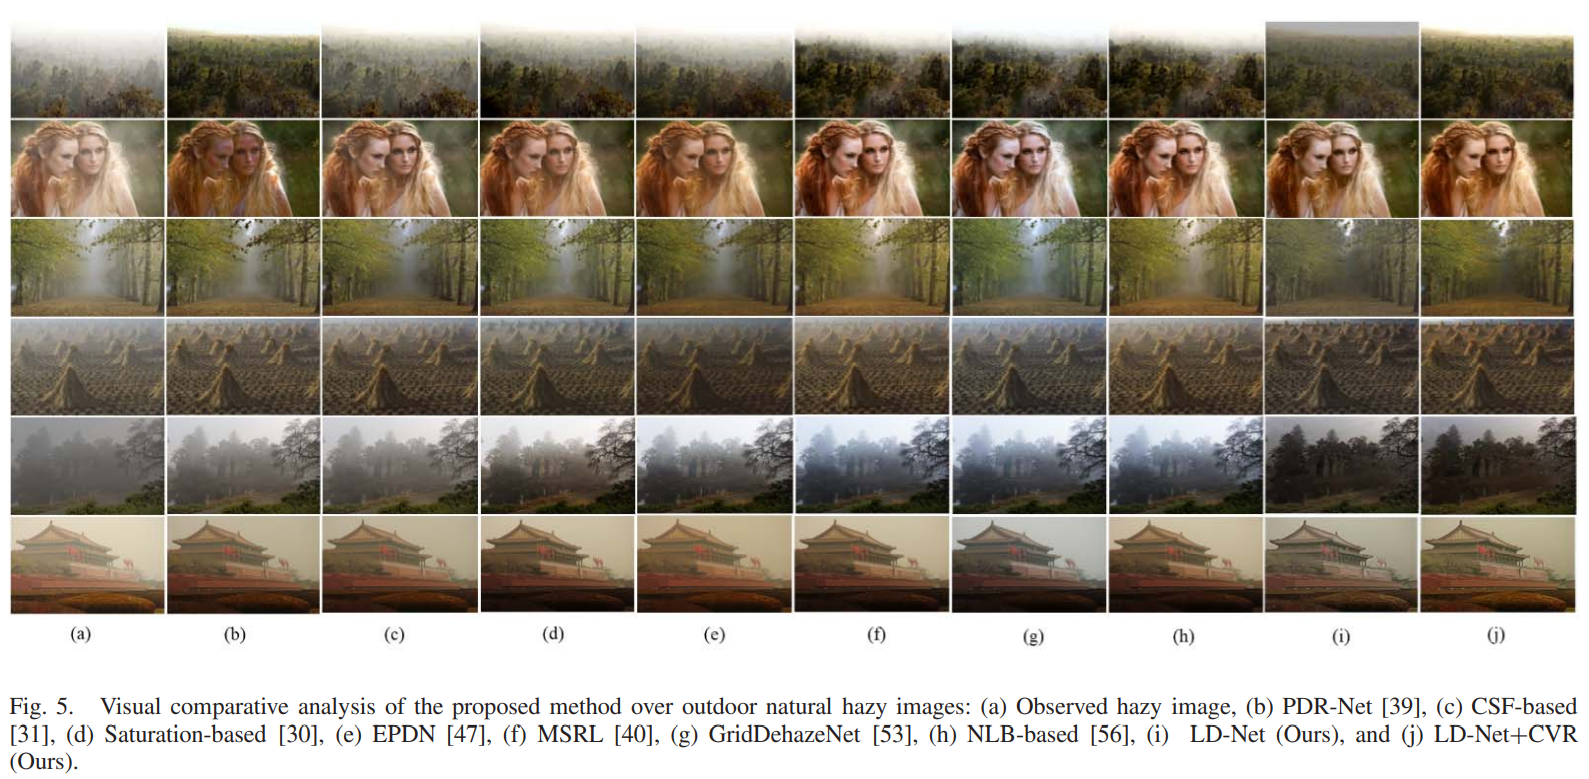 (a) (b) (c) (d) (e) (f) (g) (h) (i) (j)
Fig. 5. Visual comparative analysis of the proposed method over outdoor natural hazy images: (a) Observed hazy image, (b) PDR-Net [39], (c) CSF-based
[31], (d) Saturation-based [30], (e) EPDN [47], (f) MSRL [40], (g) GridDehazeNet [53], (h) NLB-based [56], (i) LD-Net (Ours), and (j) LD-Net+CVR
(Ours).